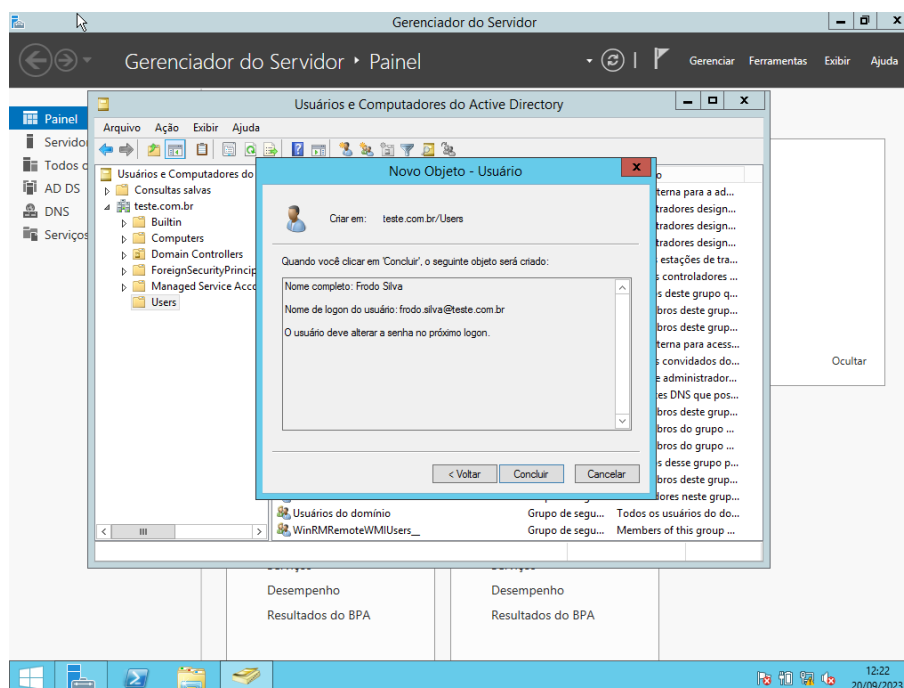 Gerenciador do Servidor
Gerenciador do Servidor • Painel
Gerenciar Ferramentas Exibir Ajuda
Painel
Servido
Todos o
AD DS
DNS
Serviços
Usuários e Computadores do Active Directory
Arquivo Ação Exibir Ajuda
Usuários e Computadores do
Consultas salvas
teste.com.br
Builtin
Computers
Domain Controllers
ForeignSecurityPrincip
Managed Service Acco
Users
Novo Objeto - Usuário
Criar em: teste.com.br/Users
Quando você clicar em 'Concluir', o seguinte objeto será criado:
Nome completo: Frodo Silva
Nome de logon do usuário: frodo.silva@teste.com.br
O usuário deve alterar a senha no próximo logon.
< Voltar Concluir Cancelar
o
terna para a ad...
tradores design...
tradores design...
tradores design...
estações de tra...
controladores ...
s deste grupo q...
bros deste grup...
bros deste grup...
terna para acess...
s convidados do...
e administrador...
es DNS que pos...
bros deste grup...
bros do grupo ...
bros do grupo ...
s desse grupo p...
bros deste grup...
dores neste grup...
Usuários do domínio Grupo de segu... Todos os usuários do do...
WinRMRemoteWMIUsers__ Grupo de segu... Members of this group ...
Ocultar
Desempenho
Resultados do BPA
Desempenho
Resultados do BPA
12:22
20/09/2023